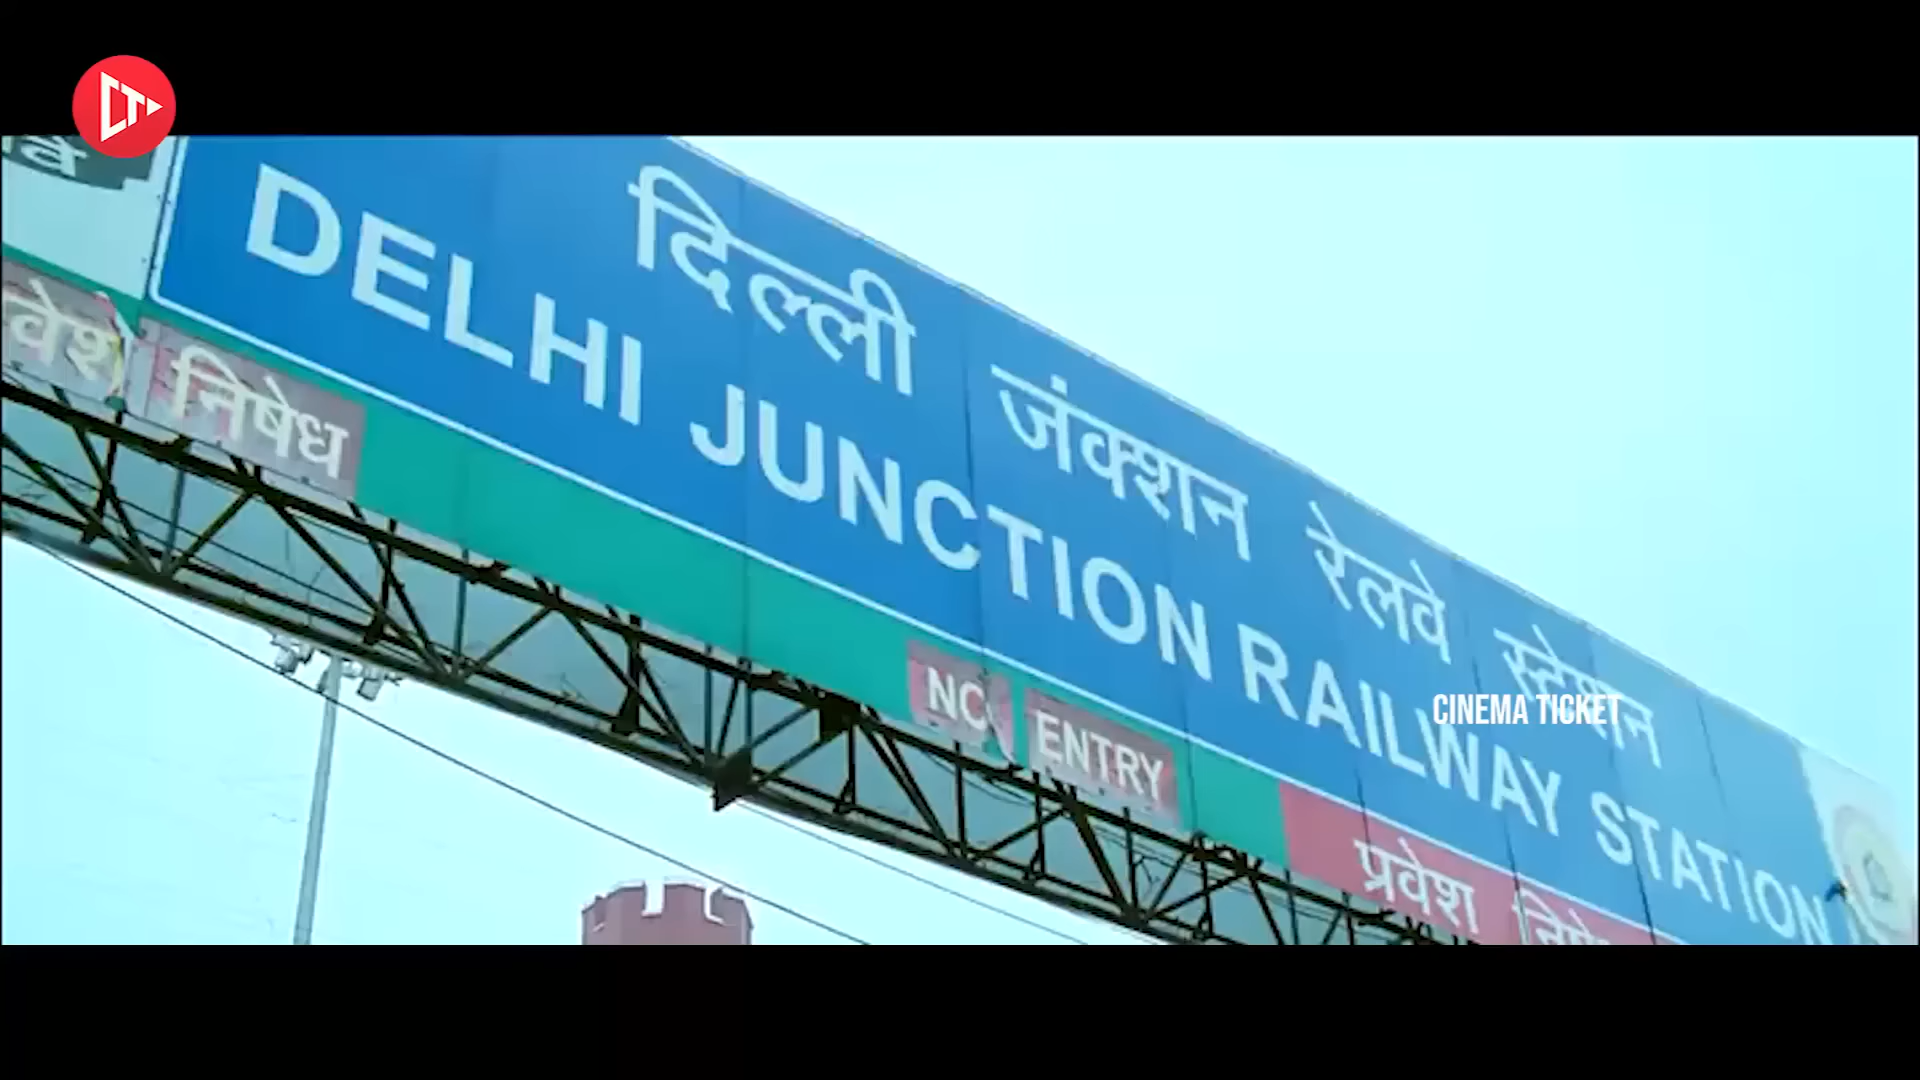 दिल्ली जंक्शन रेलवे स्टेशन
DELHI JUNCTION RAILWAY STATION
निषेध
NO ENTRY
प्रवेश
CINEMA TICKET